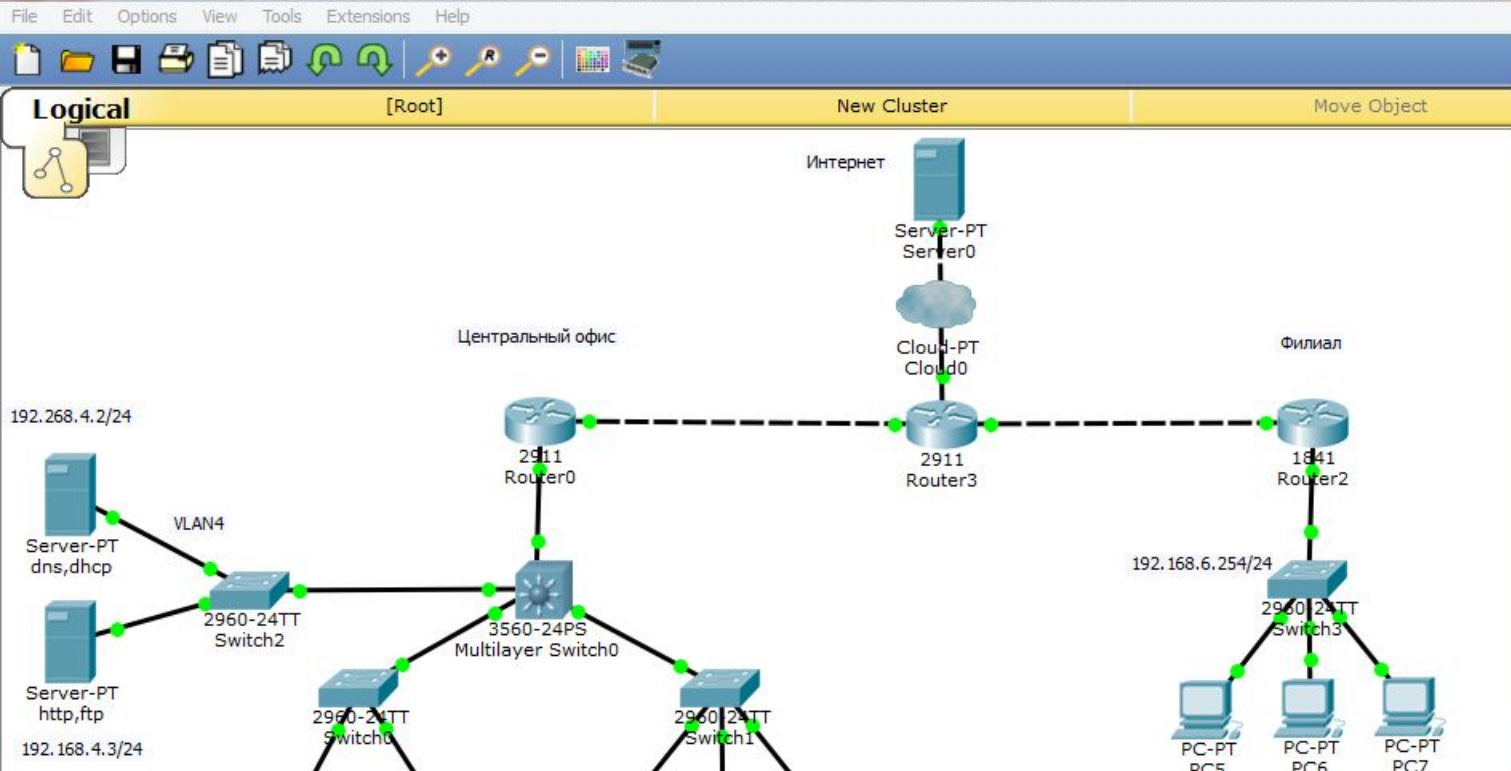 File Edit Options View Tools Extensions Help
Logical
[Root]
New Cluster
Move Object
Интернет
Server-PT
Server0
Cloud-PT
Cloud0
Центральный офис
Филиал
192.268.4.2/24
2911
Router0
2911
Router3
1841
Router2
Server-PT
dns,dhcp
VLAN4
2960-24TT
Switch2
3560-24PS
Multilayer Switch0
192.168.6.254/24
2960-24TT
Switch3
Server-PT
http,ftp
192.168.4.3/24
2960-24TT
Switch0
2960-24TT
Switch1
PC-PT
PC5
PC-PT
PC6
PC-PT
PC7